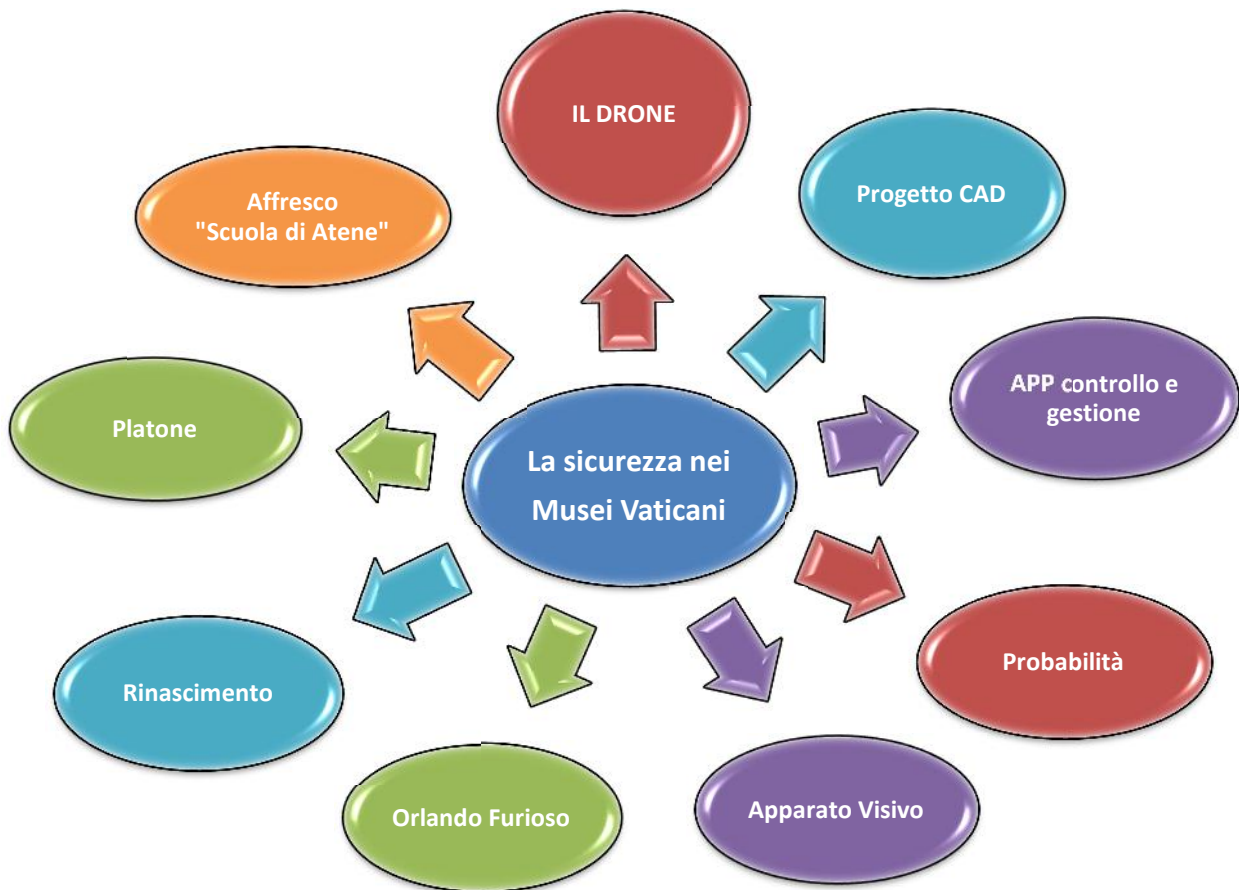 IL DRONE
Progetto CAD
Affresco
"Scuola di Atene"
APP controllo e
gestione
Platone
La sicurezza nei
Musei Vaticani
Probabilità
Rinascimento
Apparato Visivo
Orlando Furioso